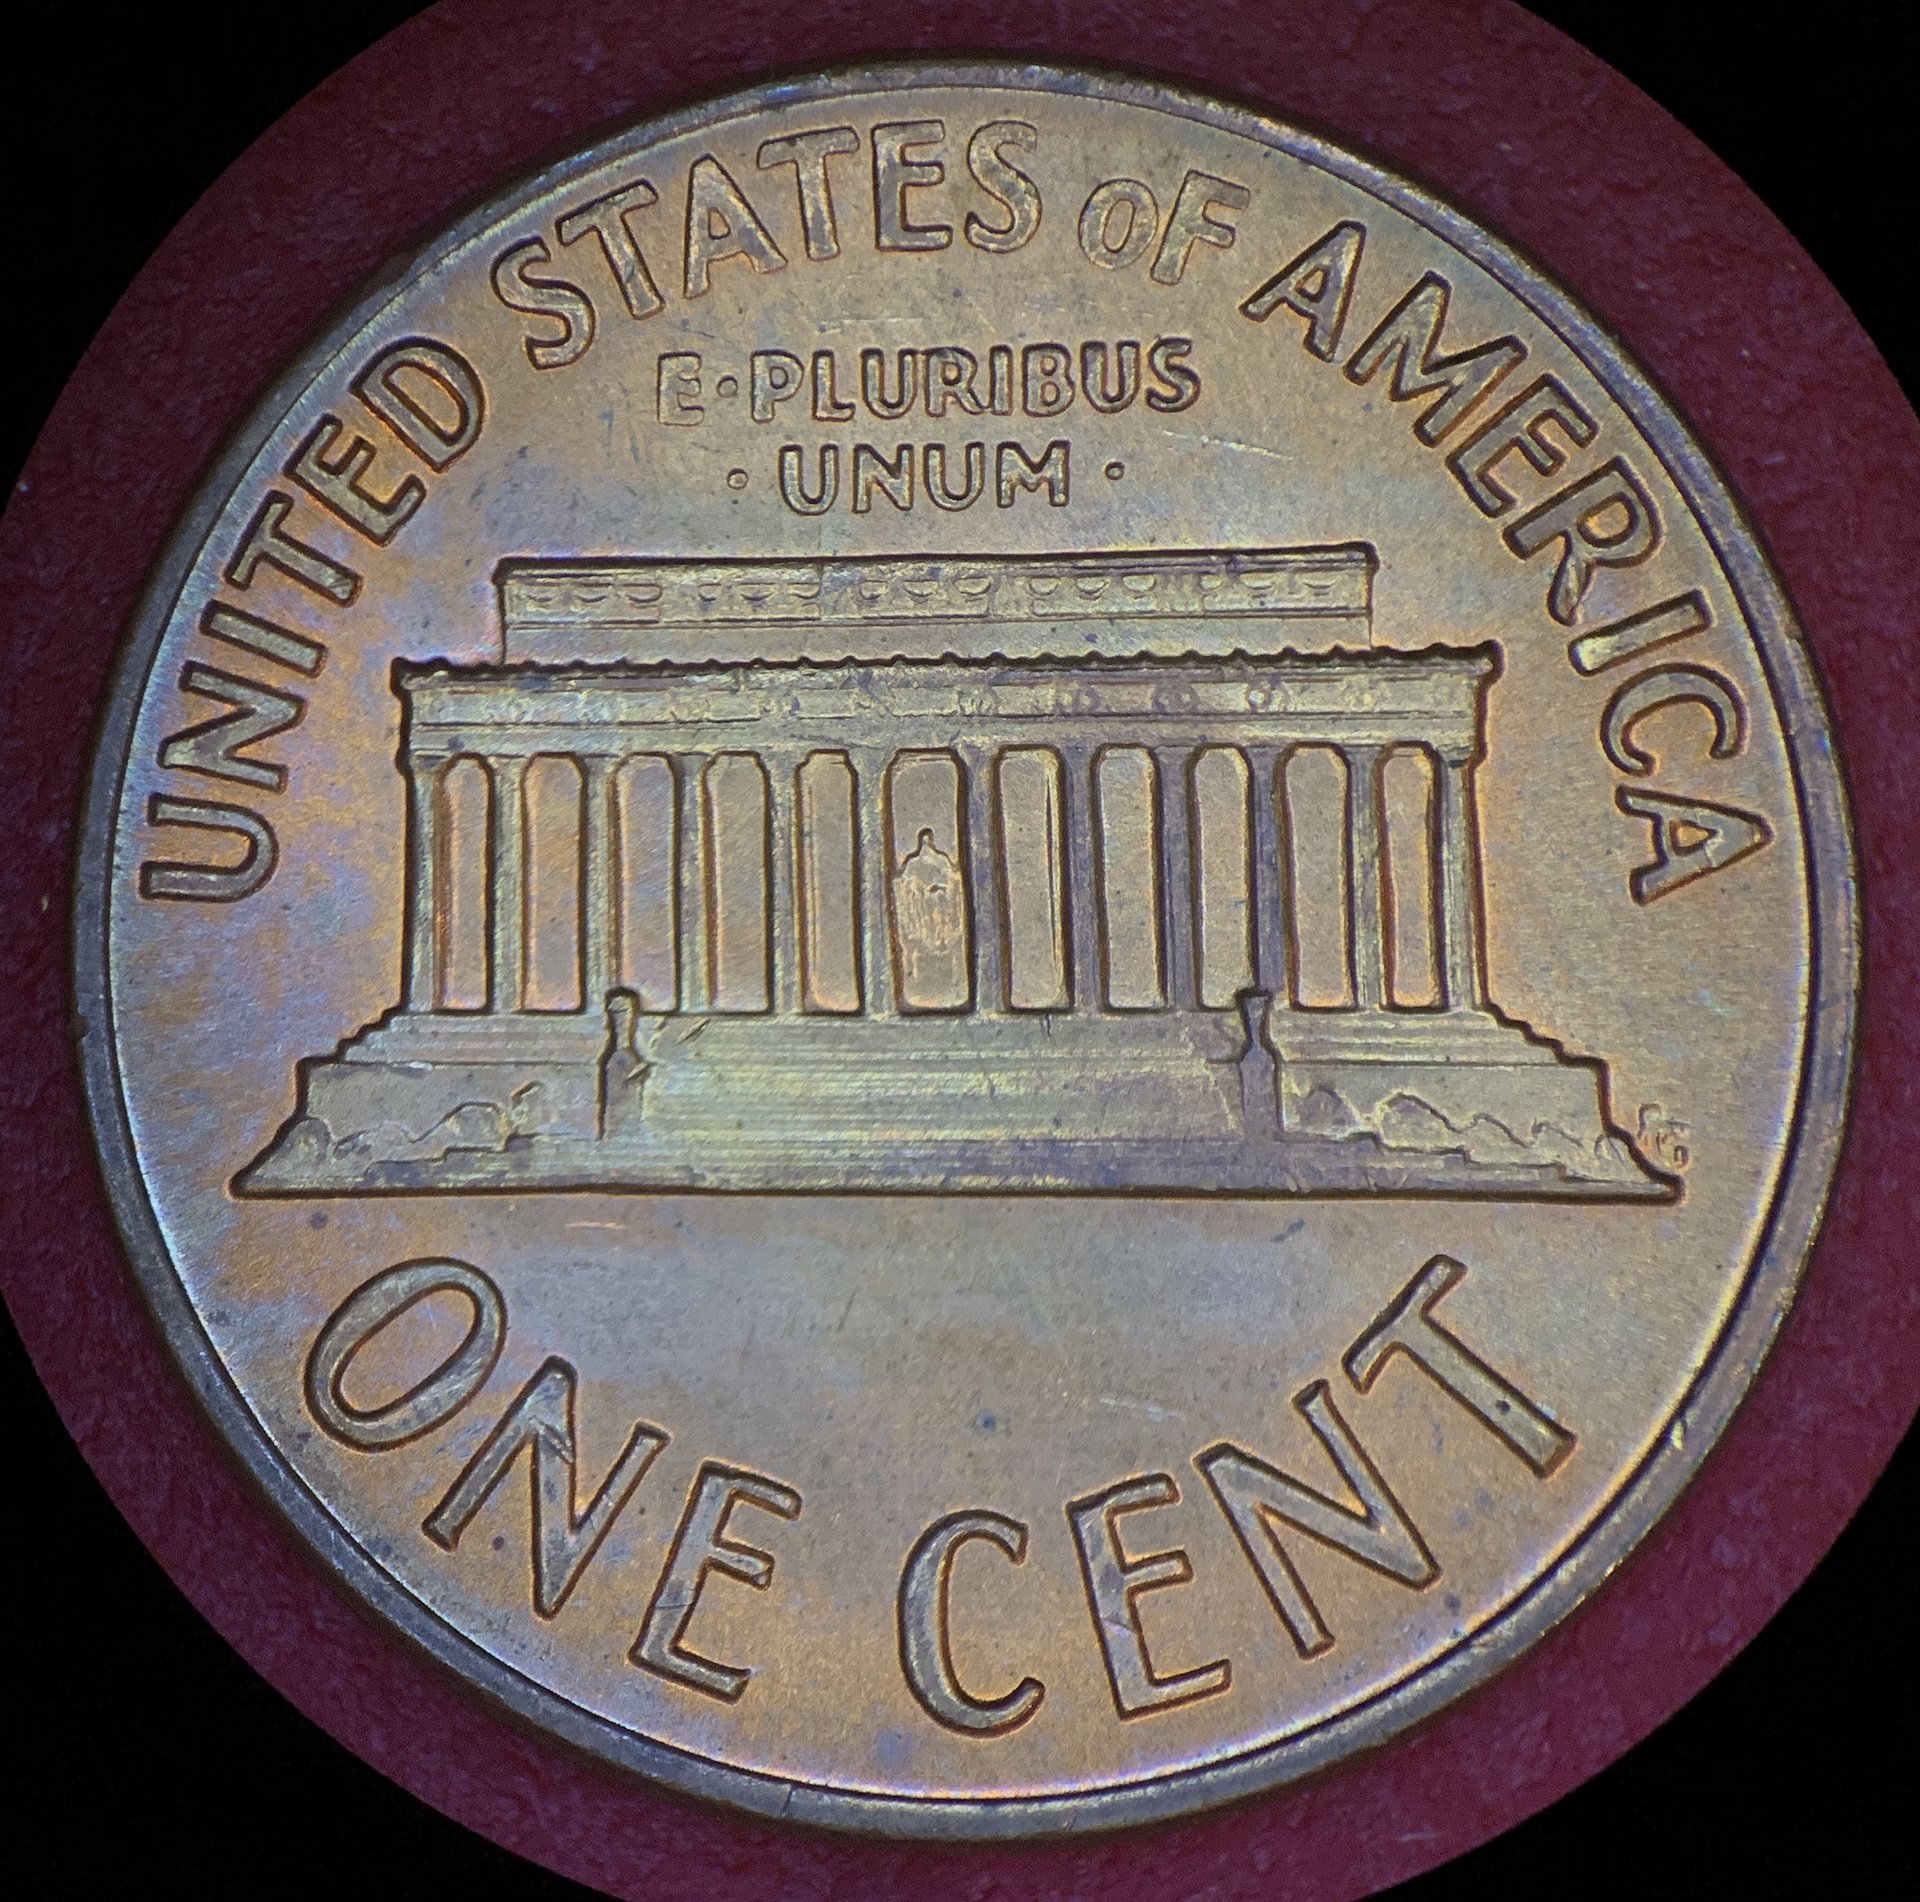 UNITED STATES OF AMERICA
E·PLURIBUS
·UNUM·
ONE CENT